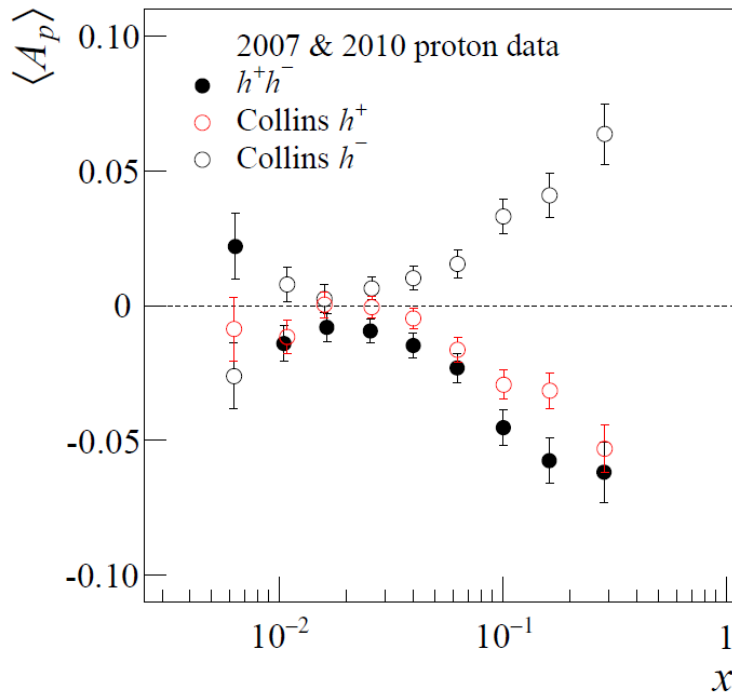 ⟨A_p⟩
0.10
0.05
0
-0.05
-0.10
2007 & 2010 proton data
h⁺h⁻
Collins h⁺
Collins h⁻
10⁻²
10⁻¹
1
x